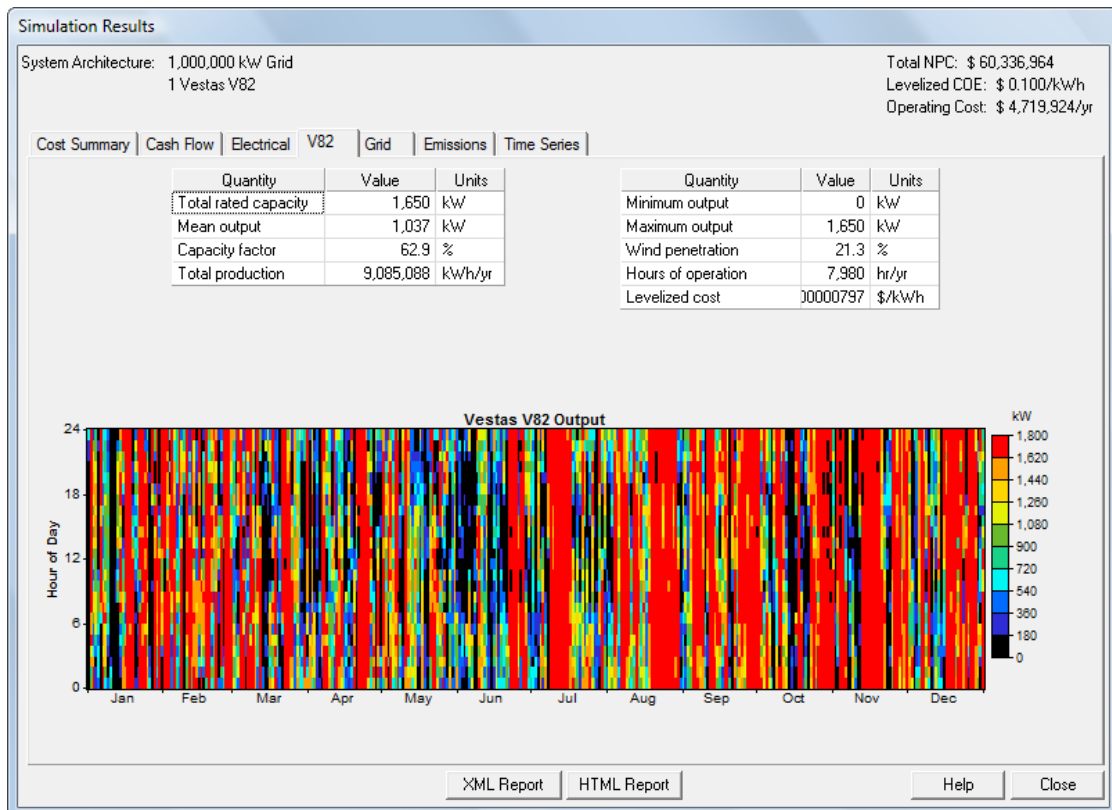 Simulation Results
System Architecture: 1,000,000 kW Grid
1 Vestas V82
Total NPC: $ 60,336,964
Levelized COE: $ 0.100/kWh
Operating Cost: $ 4,719,924/yr
Cost Summary Cash Flow Electrical V82 Grid Emissions Time Series
Quantity Value Units
Total rated capacity 1,650 kW
Mean output 1,037 kW
Capacity factor 62.9 %
Total production 9,085,088 kWh/yr
Quantity Value Units
Minimum output 0 kW
Maximum output 1,650 kW
Wind penetration 21.3 %
Hours of operation 7,980 hr/yr
Levelized cost 00000797 $/kWh
Vestas V82 Output
Hour of Day
24
18
12
6
0
Jan Feb Mar Apr May Jun Jul Aug Sep Oct Nov Dec
kW
1,800
1,620
1,440
1,260
1,080
900
720
540
360
180
0
XML Report HTML Report Help Close